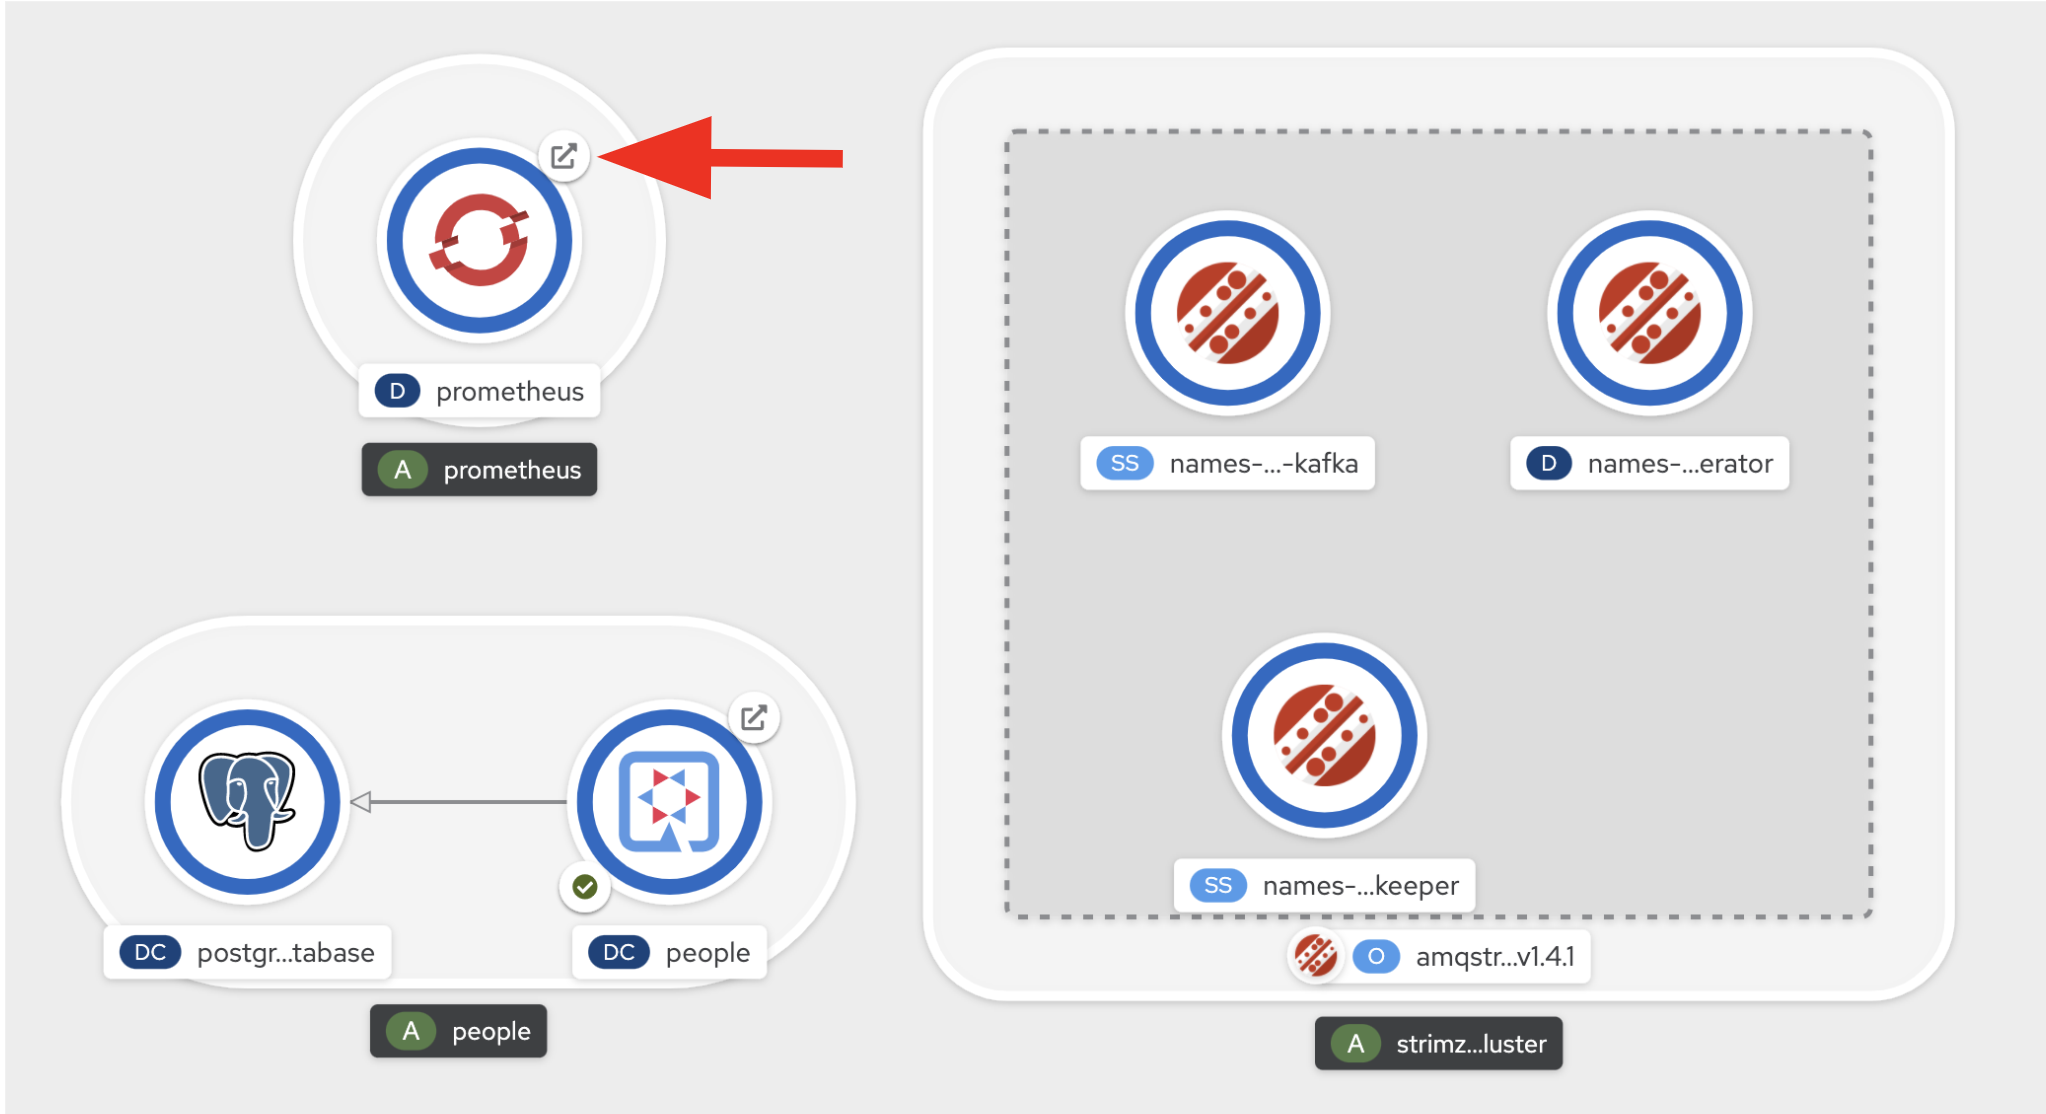 D prometheus
A prometheus
SS names-...-kafka
D names-...erator
SS names-...keeper
O amqstr...v1.4.1
A strimz...luster
DC postgr...tabase
DC people
A people